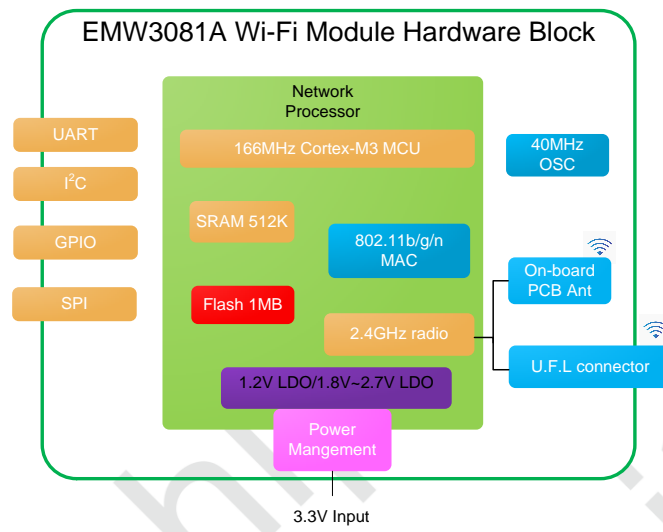 EMW3081A Wi-Fi Module Hardware Block
Network
Processor
UART
166MHz Cortex-M3 MCU
40MHz
OSC
I²C
SRAM 512K
GPIO
802.11b/g/n
MAC
On-board
PCB Ant
SPI
Flash 1MB
2.4GHz radio
U.F.L connector
1.2V LDO/1.8V~2.7V LDO
Power
Mangement
3.3V Input